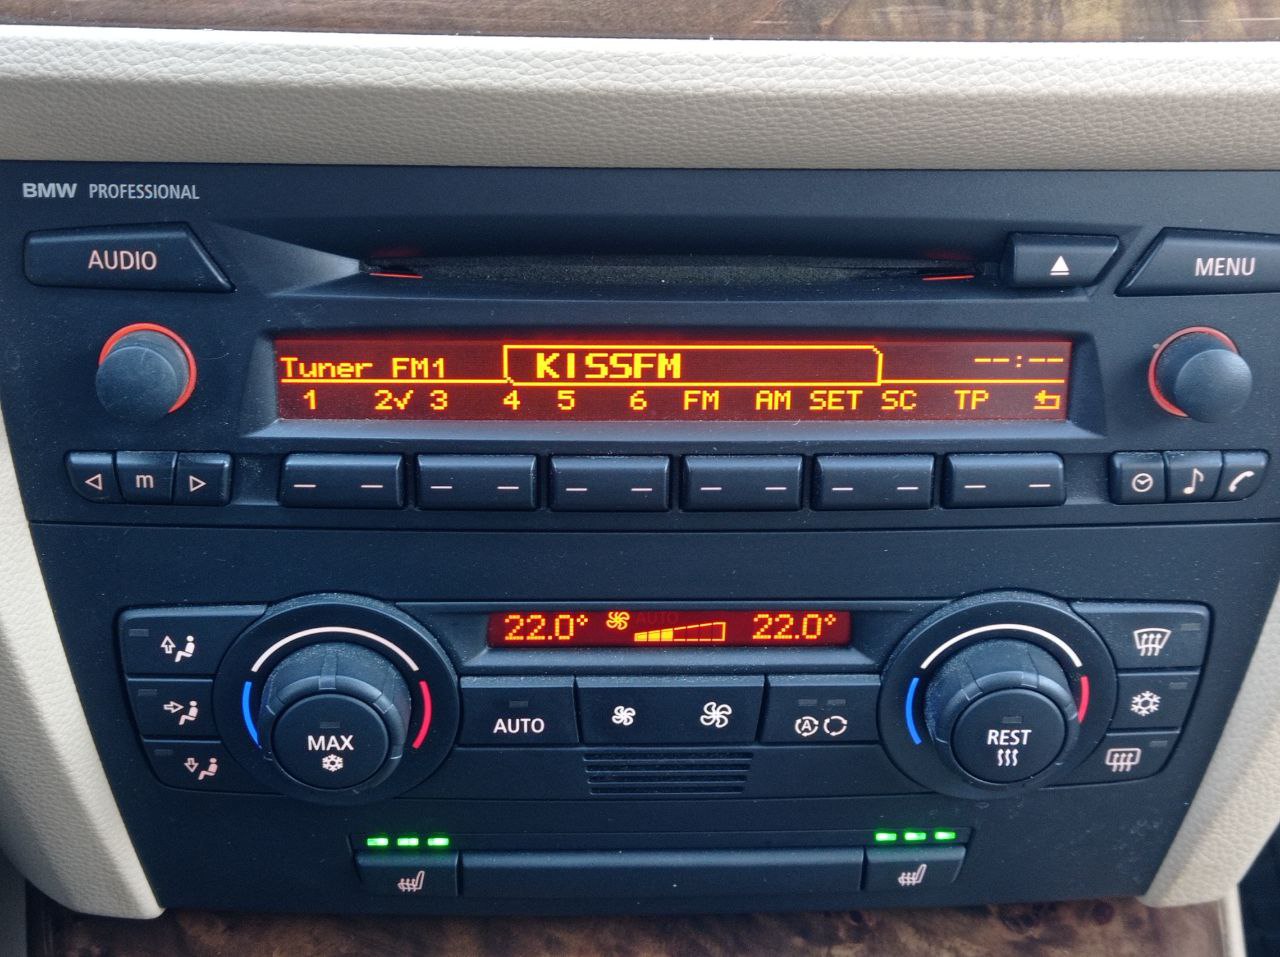 BMW PROFESSIONAL
AUDIO
MENU
Tuner FM1 KISSFM --:--
1 2✓ 3 4 5 6 FM AM SET SC TP
m
22.0° AUTO 22.0°
AUTO
A
MAX
REST